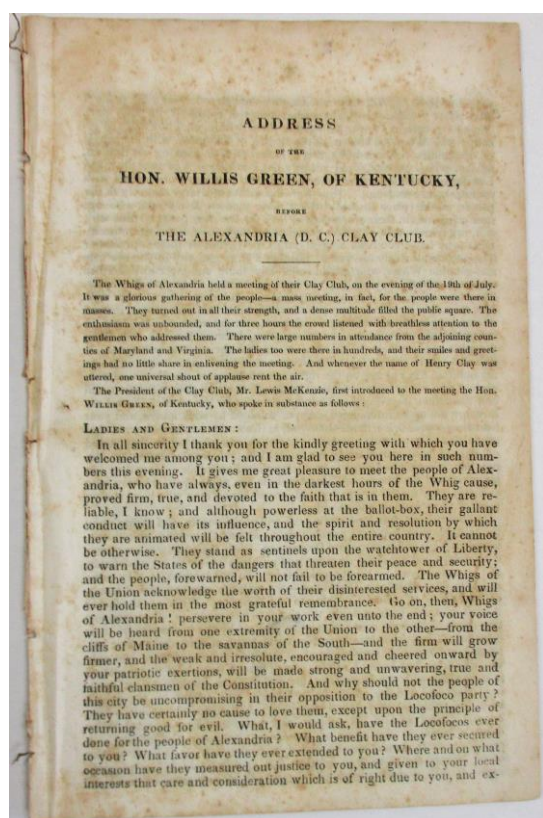 ADDRESS
OF THE
HON. WILLIS GREEN, OF KENTUCKY,
BEFORE
THE ALEXANDRIA (D. C.) CLAY CLUB.
The Whigs of Alexandria held a meeting of their Clay Club, on the evening of the 19th of July.
It was a glorious gathering of the people—a mass meeting, in fact, for the people were there in
masses. They turned out in all their strength, and a dense multitude filled the public square. The
enthusiasm was unbounded, and for three hours the crowd listened with breathless attention to the
gentlemen who addressed them. There were large numbers in attendance from the adjoining coun-
ties of Maryland and Virginia. The ladies too were there in hundreds, and their smiles and greet-
ings had no little share in enlivening the meeting. And whenever the name of Henry Clay was
uttered, one universal shout of applause rent the air.
The President of the Clay Club, Mr. Lewis McKenzie, first introduced to the meeting the Hon.
WILLIS GREEN, of Kentucky, who spoke in substance as follows:
LADIES AND GENTLEMEN:
In all sincerity I thank you for the kindly greeting with which you have
welcomed me among you; and I am glad to see you here in such num-
bers this evening. It gives me great pleasure to meet the people of Alex-
andria, who have always, even in the darkest hours of the Whig cause,
proved firm, true, and devoted to the faith that is in them. They are re-
liable, I know; and although powerless at the ballot-box, their gallant
conduct will have its influence, and the spirit and resolution by which
they are animated will be felt throughout the entire country. It cannot
be otherwise. They stand as sentinels upon the watchtower of Liberty,
to warn the States of the dangers that threaten their peace and security;
and the people, forewarned, will not fail to be forearmed. The Whigs of
the Union acknowledge the worth of their disinterested services, and will
ever hold them in the most grateful remembrance. Go on, then, Whigs
of Alexandria! persevere in your work even unto the end; your voice
will be heard from one extremity of the Union to the other—from the
cliffs of Maine to the savannas of the South—and the firm will grow
firmer, and the weak and irresolute, encouraged and cheered onward by
your patriotic exertions, will be made strong and unwavering, true and
faithful clansmen of the Constitution. And why should not the people of
this city be uncompromising in their opposition to the Locofoco party?
They have certainly no cause to love them, except upon the principle of
returning good for evil. What, I would ask, have the Locofocos ever
done for the people of Alexandria? What benefit have they ever secured
to you? What favor have they ever extended to you? Where and on what
occasion have they measured out justice to you, and given to your local
interests that care and consideration which is of right due to you, and ex-